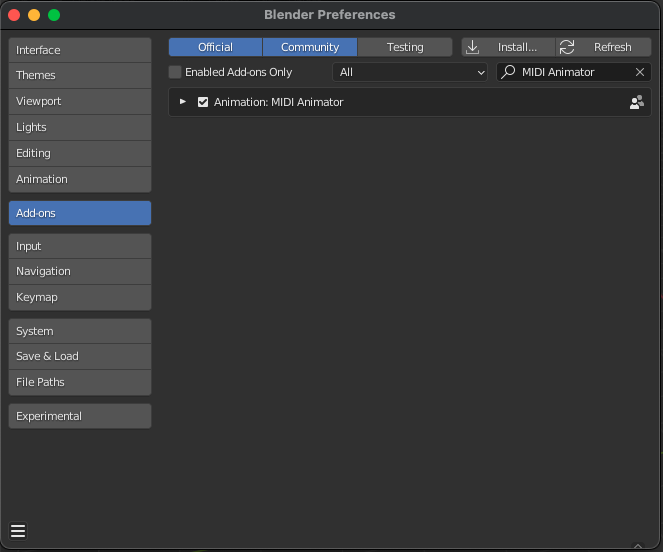 Blender Preferences
Interface
Themes
Viewport
Lights
Editing
Animation
Add-ons
Input
Navigation
Keymap
System
Save & Load
File Paths
Experimental
Official Community Testing Install... Refresh
Enabled Add-ons Only All MIDI Animator
Animation: MIDI Animator